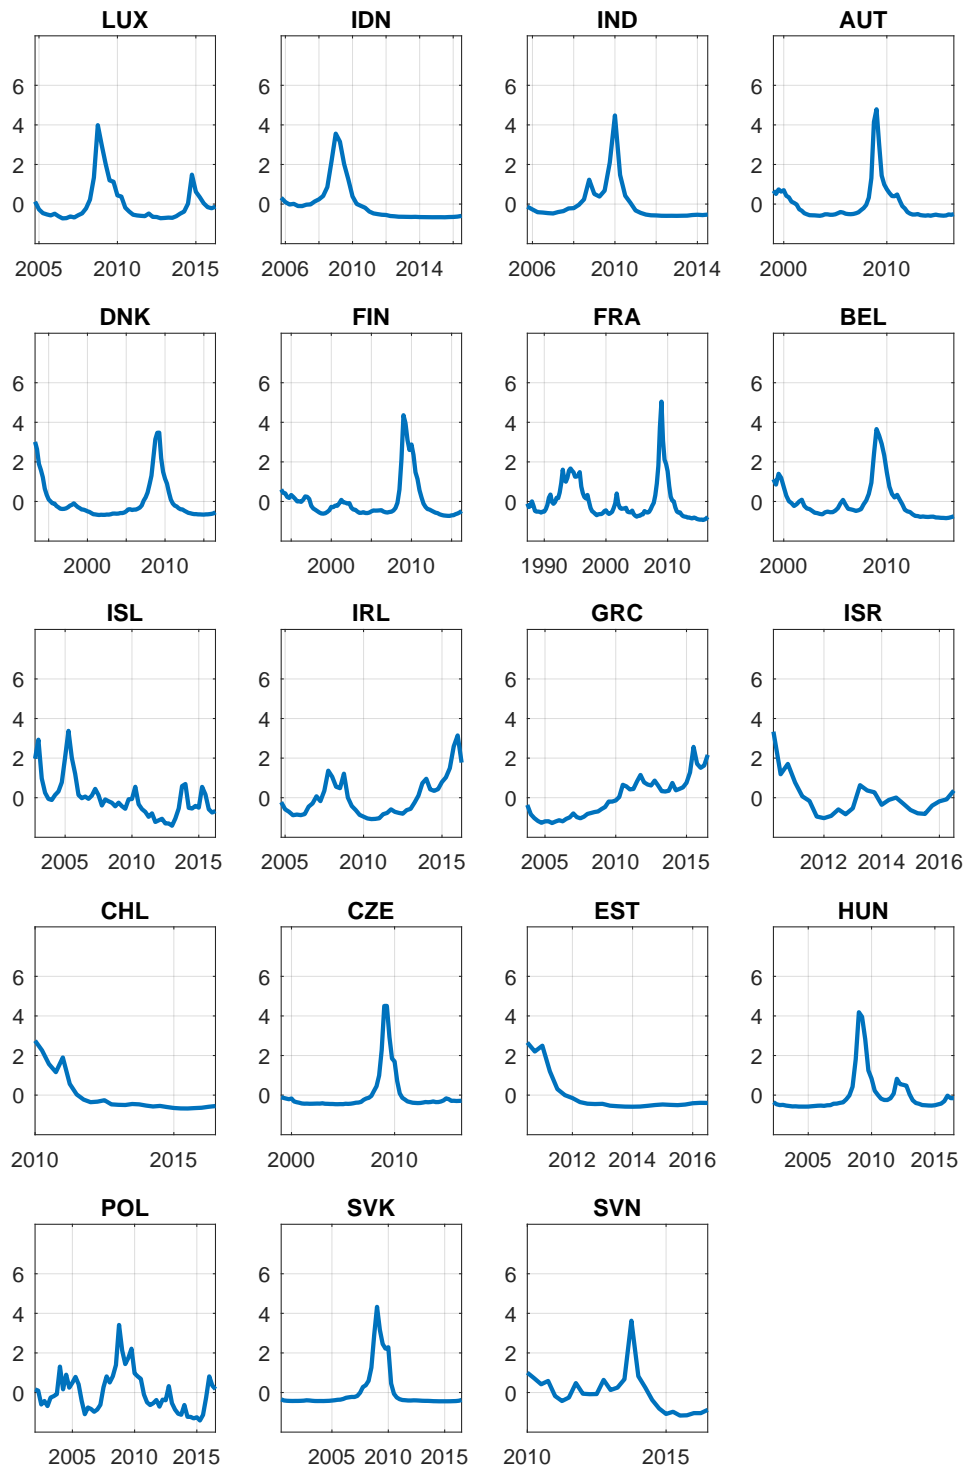 LUX IDN IND AUT
6 6 6 6
4 4 4 4
2 2 2 2
0 0 0 0
2005 2010 2015 2006 2010 2014 2006 2010 2014 2000 2010
DNK FIN FRA BEL
6 6 6 6
4 4 4 4
2 2 2 2
0 0 0 0
2000 2010 2000 2010 1990 2000 2010 2000 2010
ISL IRL GRC ISR
6 6 6 6
4 4 4 4
2 2 2 2
0 0 0 0
2005 2010 2015 2005 2010 2015 2005 2010 2015 2012 2014 2016
CHL CZE EST HUN
6 6 6 6
4 4 4 4
2 2 2 2
0 0 0 0
2010 2015 2000 2010 2012 2014 2016 2005 2010 2015
POL SVK SVN
6 6 6
4 4 4
2 2 2
0 0 0
2005 2010 2015 2005 2010 2015 2010 2015